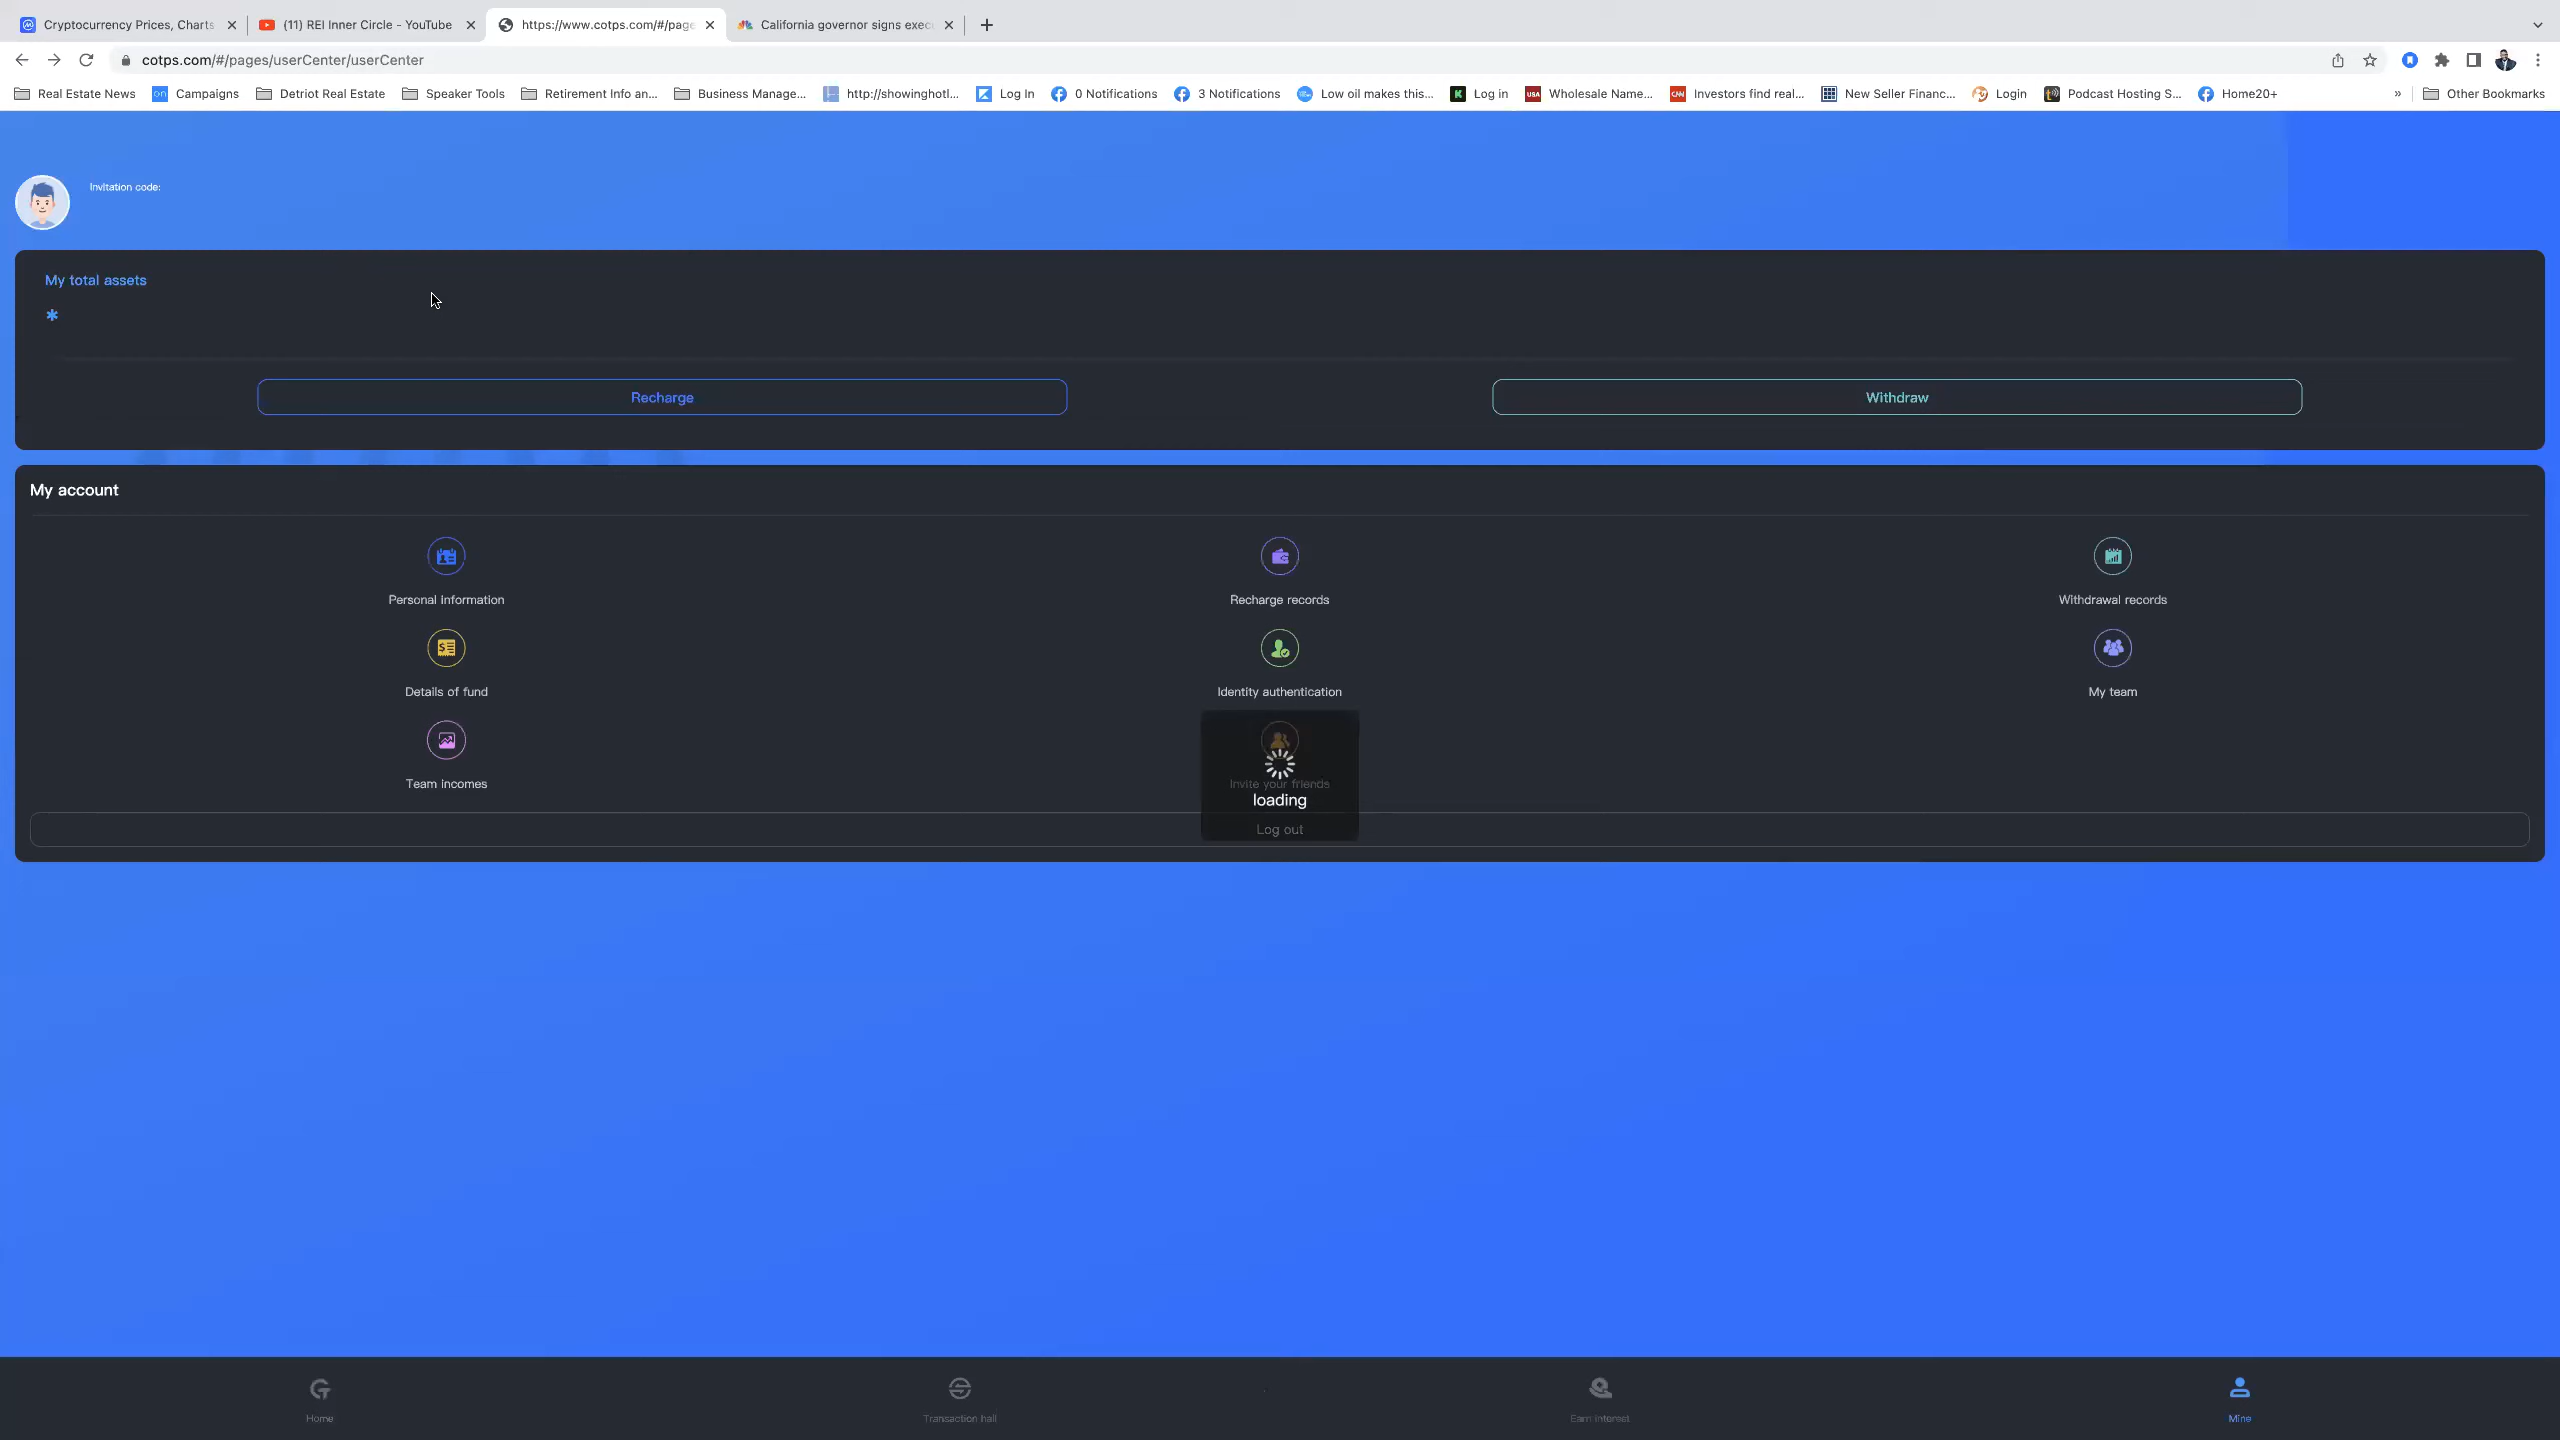 Cryptocurrency Prices, Charts
(11) REI Inner Circle - YouTube
https://www.cotps.com/#/page
California governor signs exec
cotps.com/#/pages/userCenter/userCenter
Real Estate News
Campaigns
Detriot Real Estate
Speaker Tools
Retirement Info an...
Business Manage...
http://showinghotl...
Log In
0 Notifications
3 Notifications
Low oil makes this...
Log in
Wholesale Name...
Investors find real...
New Seller Financ...
Login
Podcast Hosting S...
Home20+
»
Other Bookmarks
Invitation code:
My total assets
*
Recharge
Withdraw
My account
Personal information
Recharge records
Withdrawal records
Details of fund
Identity authentication
My team
Team incomes
Invite your friends
loading
Log out
Home
Transaction hall
Earn interest
Mine